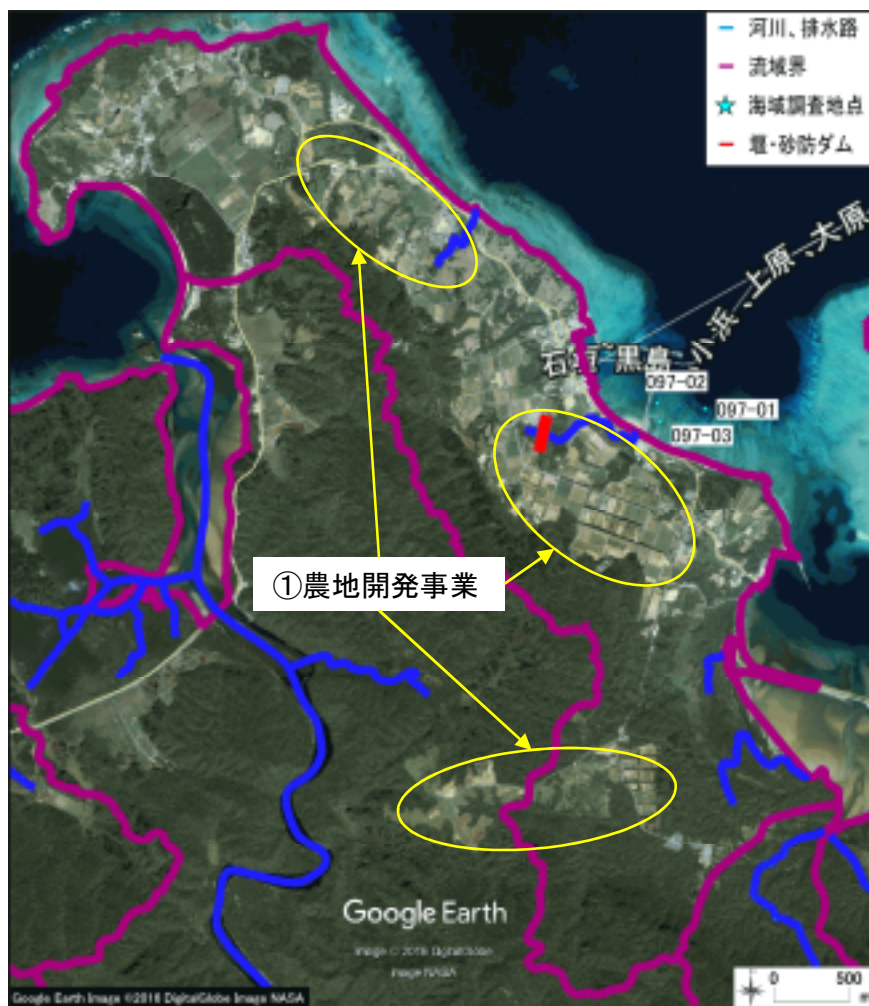 河川、排水路
流域界
海域調査地点
堰・砂防ダム
石垣~黒島、小浜、上原、大原
097-02
097-01
097-03
①農地開発事業
Google Earth
Image © 2016 DigitalGlobe
Image NASA
Google Earth Image ©2016 DigitalGlobe Image NASA
0 500
m